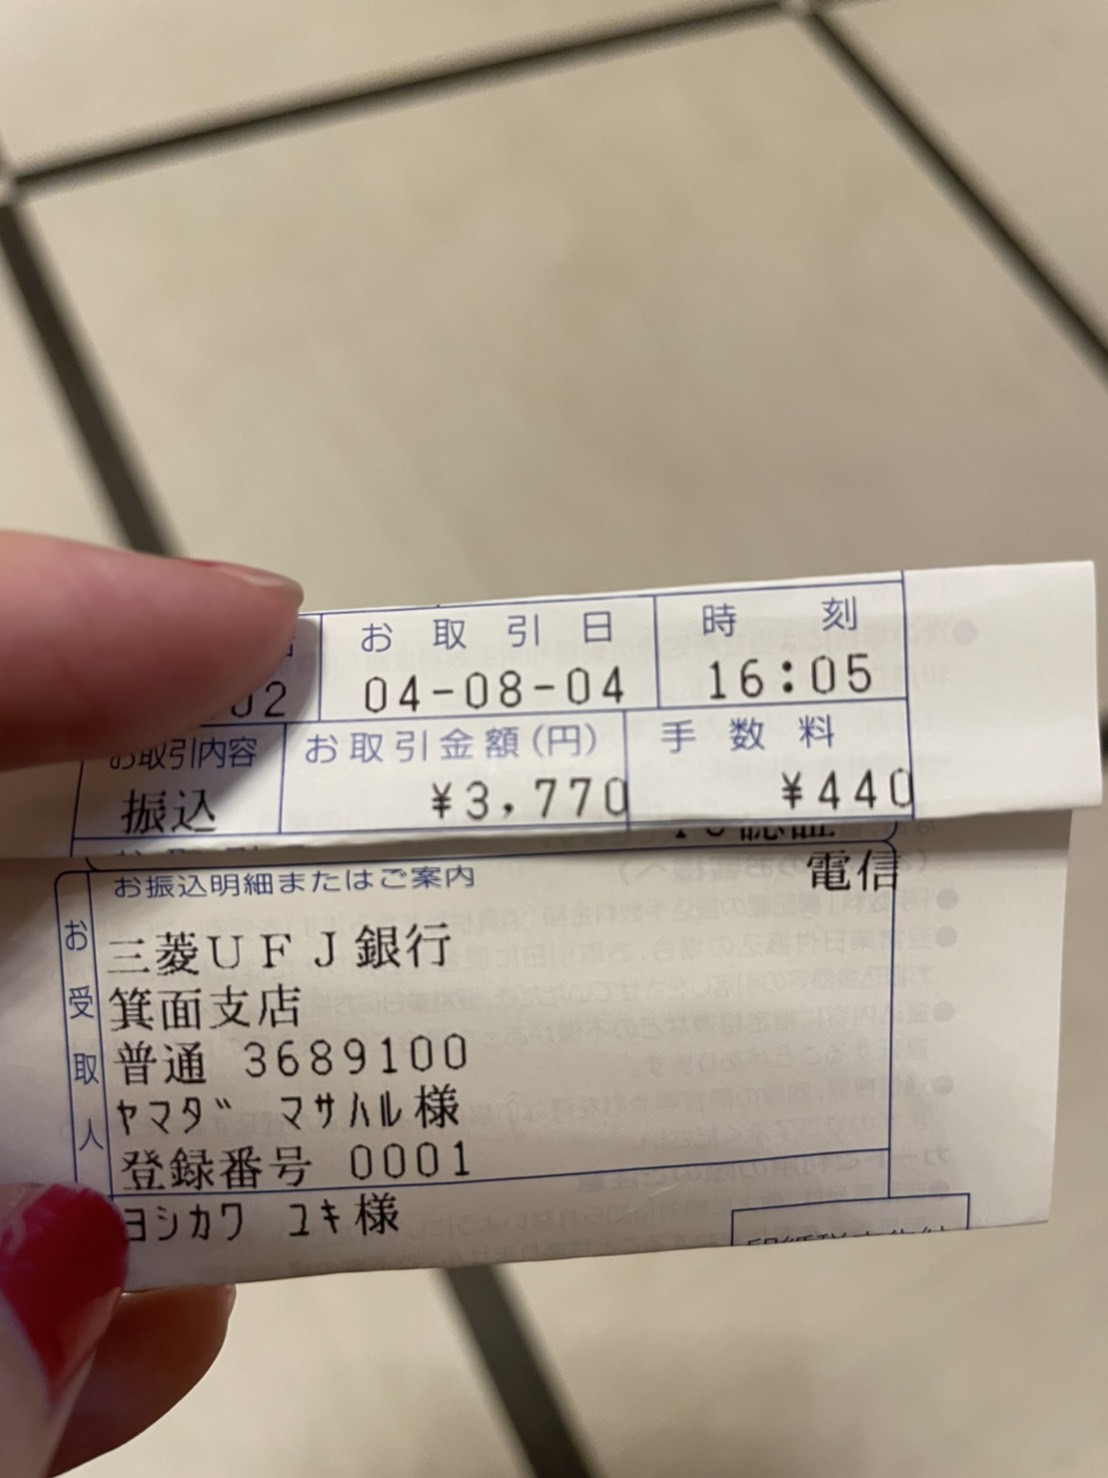 お取引日 時刻
02 04-08-04 16:05
お取引内容 お取引金額(円) 手数料
振込 ¥3,770 ¥440
お振込明細またはご案内 電信
お受取人
三菱UFJ銀行
箕面支店
普通 3689100
ヤマダ マサハル様
登録番号 0001
ヨシカワ ユキ様